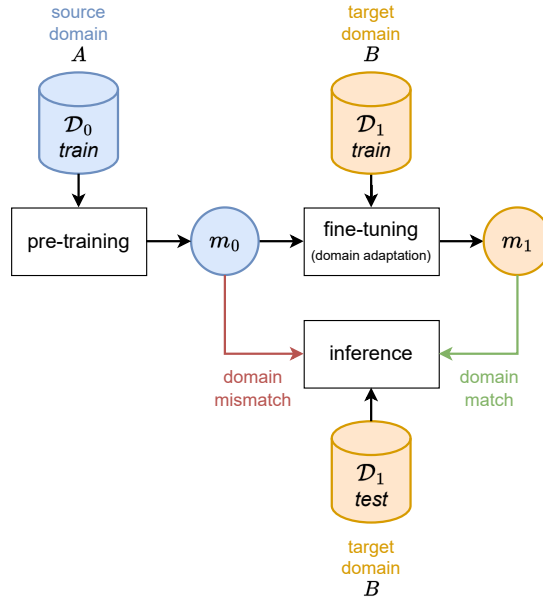 source
domain
A
target
domain
B
𝒟₀
train
𝒟₁
train
pre-training
m₀
fine-tuning
(domain adaptation)
m₁
inference
domain
mismatch
domain
match
𝒟₁
test
target
domain
B